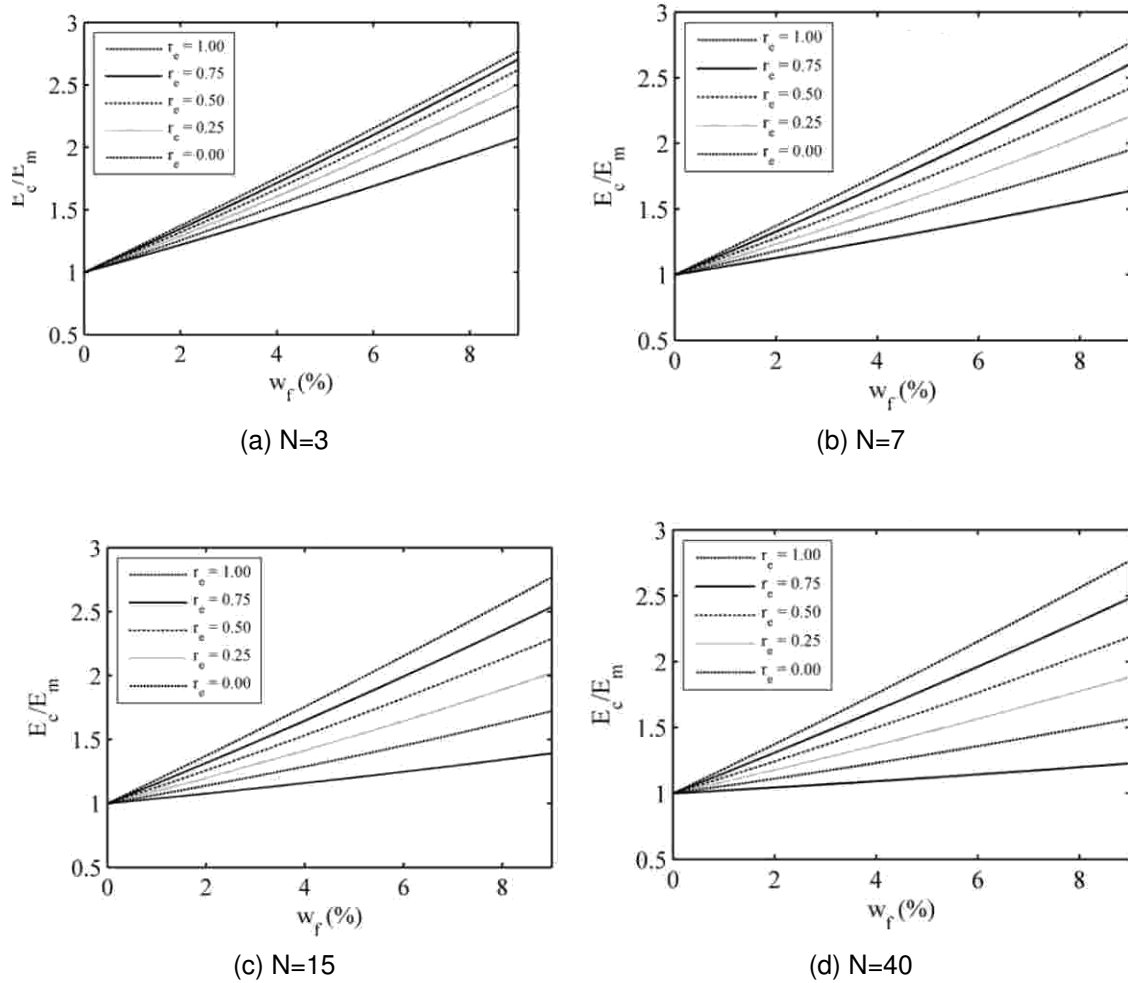 3
2.5
2
1.5
1
0.5
E_c/E_m
r_e = 1.00
r_e = 0.75
r_e = 0.50
r_e = 0.25
r_e = 0.00
0 2 4 6 8
w_f (%)
(a) N=3
3
2.5
2
1.5
1
0.5
E_c/E_m
r_e = 1.00
r_e = 0.75
r_e = 0.50
r_e = 0.25
r_e = 0.00
0 2 4 6 8
w_f (%)
(b) N=7
3
2.5
2
1.5
1
0.5
E_c/E_m
r_e = 1.00
r_e = 0.75
r_e = 0.50
r_e = 0.25
r_e = 0.00
0 2 4 6 8
w_f (%)
(c) N=15
3
2.5
2
1.5
1
0.5
E_c/E_m
r_e = 1.00
r_e = 0.75
r_e = 0.50
r_e = 0.25
r_e = 0.00
0 2 4 6 8
w_f (%)
(d) N=40